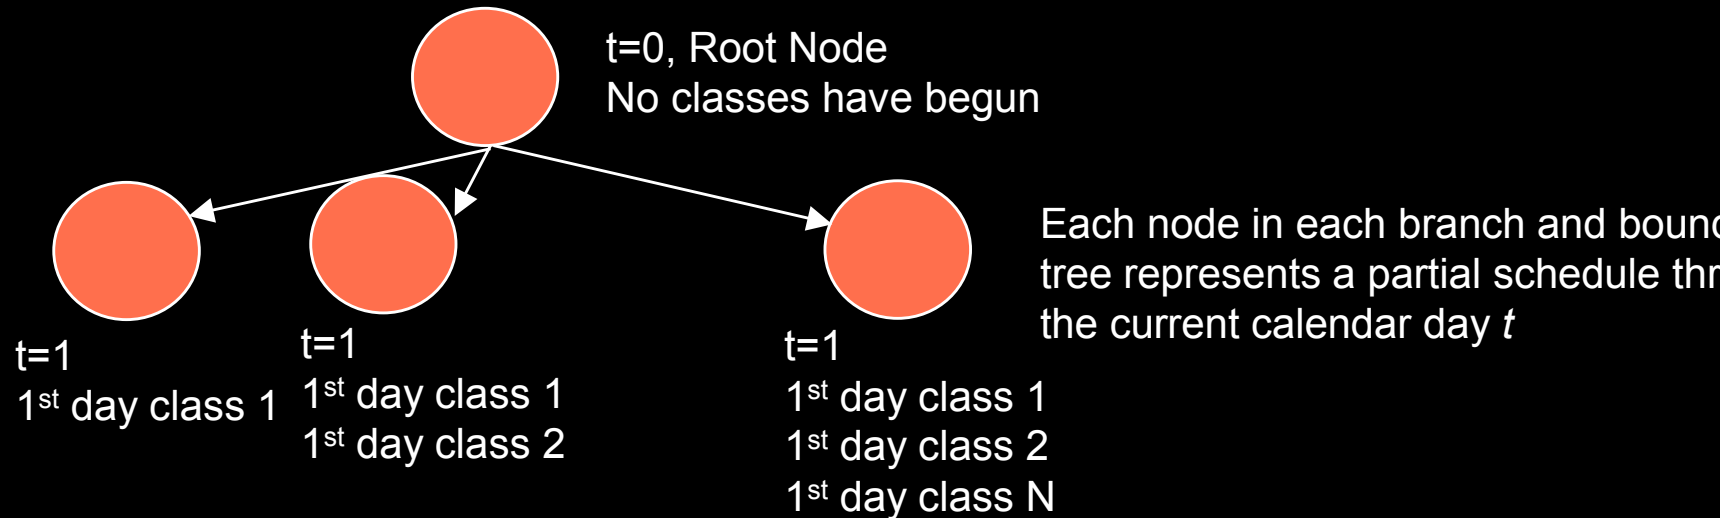 t=0, Root Node
No classes have begun
Each node in each branch and
tree represents a partial schedule
the current calendar day t
t=1
1st day class 1
t=1
1st day class 1
1st day class 2
t=1
1st day class 1
1st day class 2
1st day class N